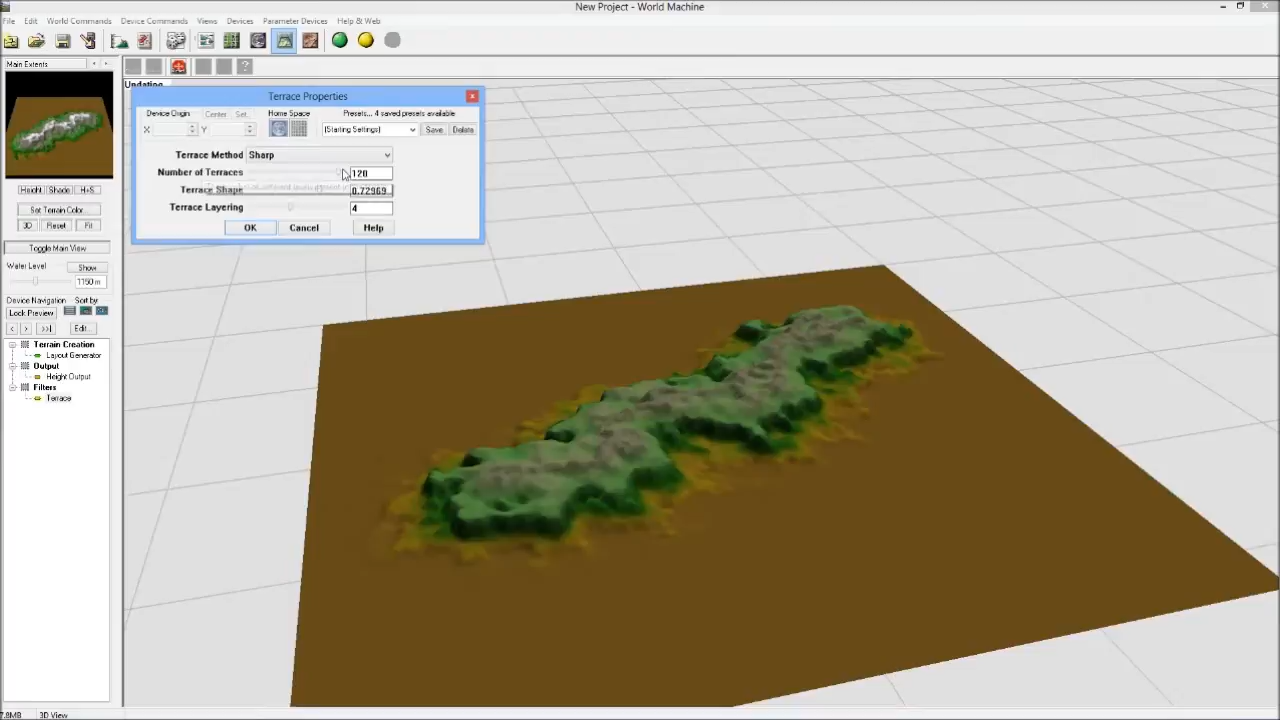 New Project - World Machine
File Edit World Commands Device Commands Views Devices Parameter Devices Help & Web
Main Extents
Updating
Terrace Properties
Device Origin Center Set.. Home Space Presets... 4 saved presets available
X Y (Starting Settings) Save Delete
Terrace Method Sharp
Number of Terraces 120
Terrace Shape 0.72969
Terrace Layering 4
OK Cancel Help
Height Shade H+S
Set Terrain Color...
3D Reset Fit
Toggle Main View
Water Level Show
1150 m
Device Navigation Sort by
Lock Preview
< > >>| Edit...
Terrain Creation
Layout Generator
Output
Height Output
Filters
Terrace
7.8MB 3D View